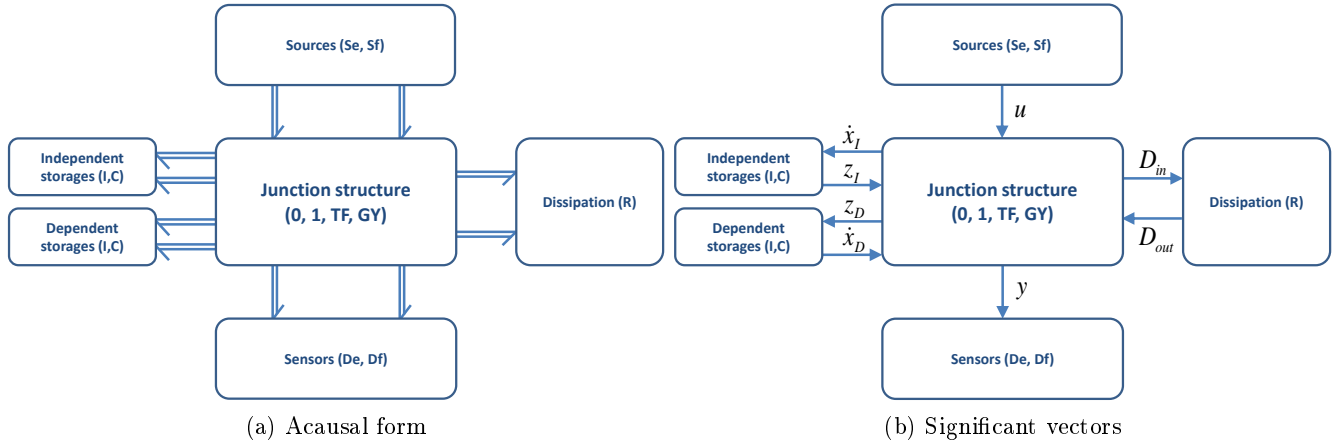 Sources (Se, Sf)
Independent
storages (I,C)
Dependent
storages (I,C)
Junction structure
(0, 1, TF, GY)
Dissipation (R)
Sensors (De, Df)
(a) Acausal form
Sources (Se, Sf)
u
Independent
storages (I,C)
Dependent
storages (I,C)
ẋ_I
z_I
z_D
ẋ_D
Junction structure
(0, 1, TF, GY)
D_in
D_out
Dissipation (R)
y
Sensors (De, Df)
(b) Significant vectors